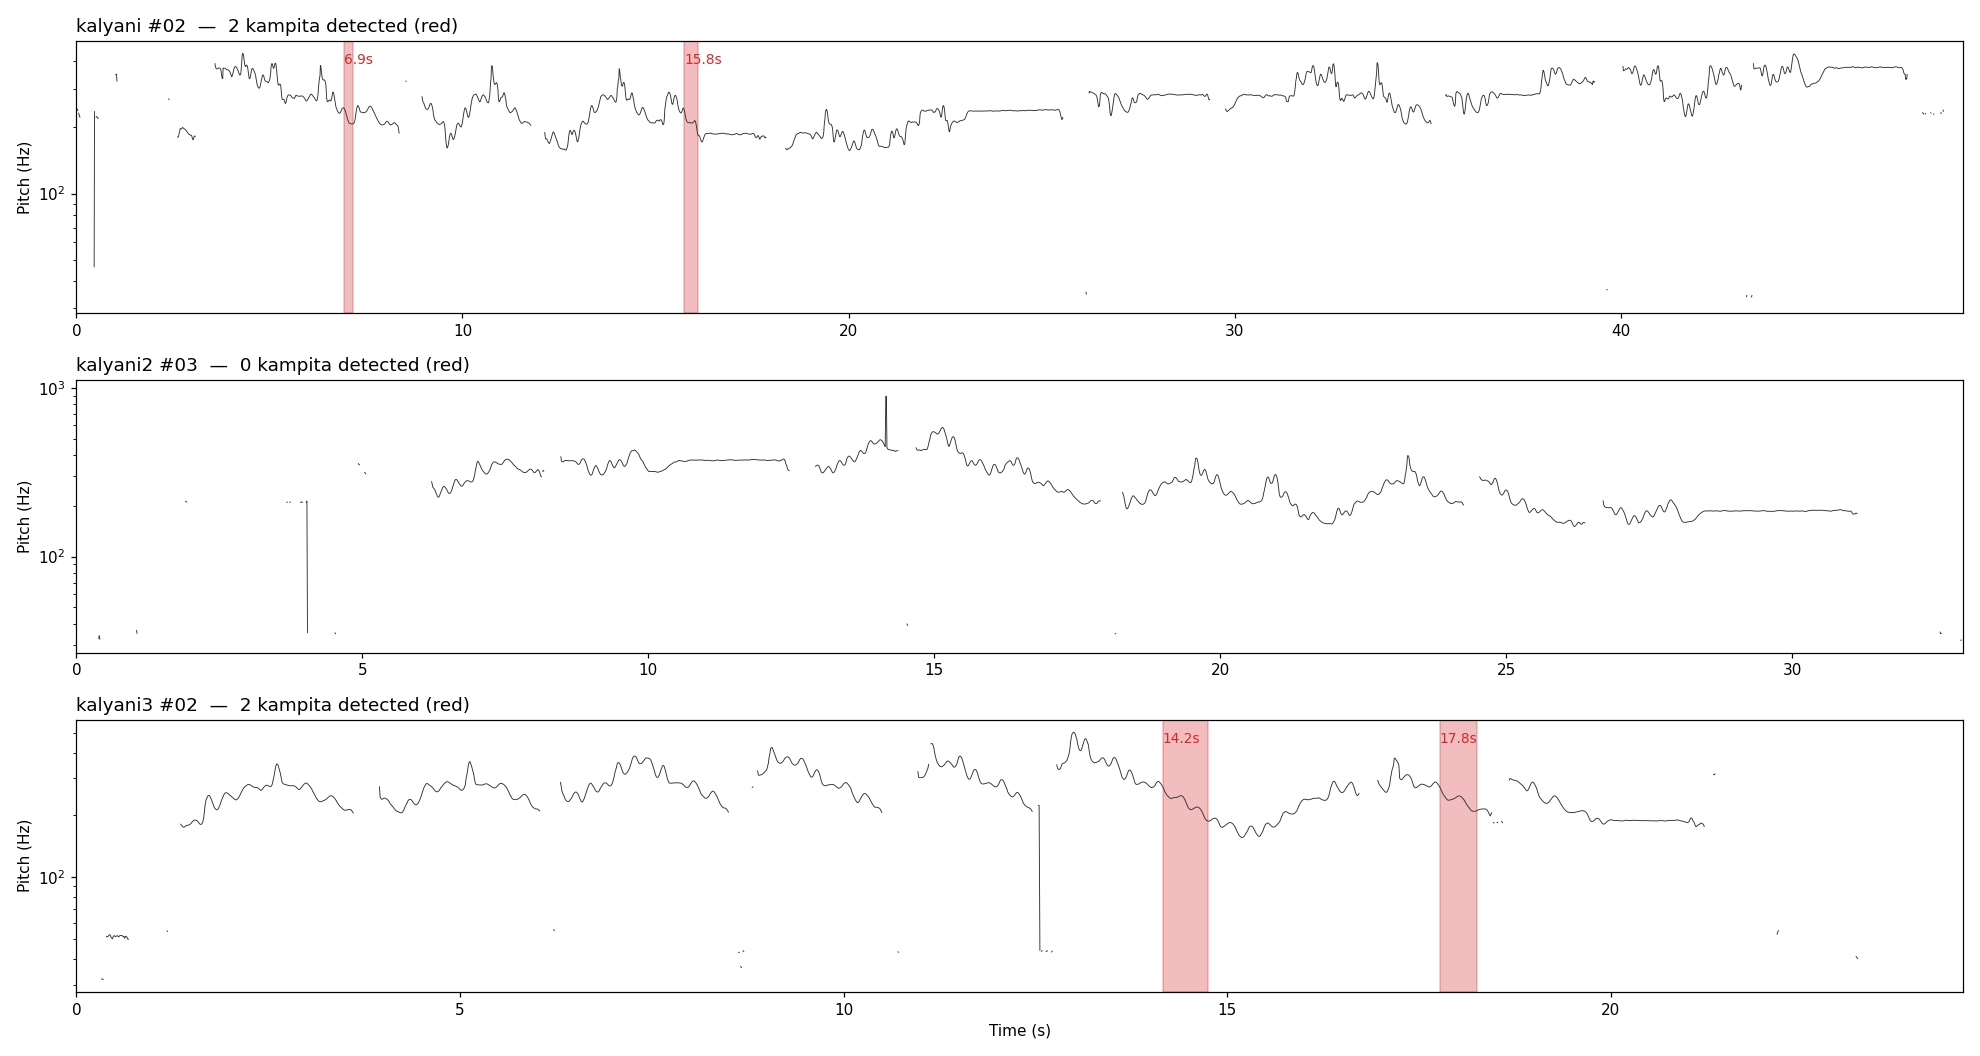 kalyani #02 — 2 kampita detected (red)
6.9s
15.8s
Pitch (Hz)
10²
0 10 20 30 40
kalyani2 #03 — 0 kampita detected (red)
10³
Pitch (Hz)
10²
0 5 10 15 20 25 30
kalyani3 #02 — 2 kampita detected (red)
14.2s
17.8s
Pitch (Hz)
10²
0 5 10 15 20
Time (s)